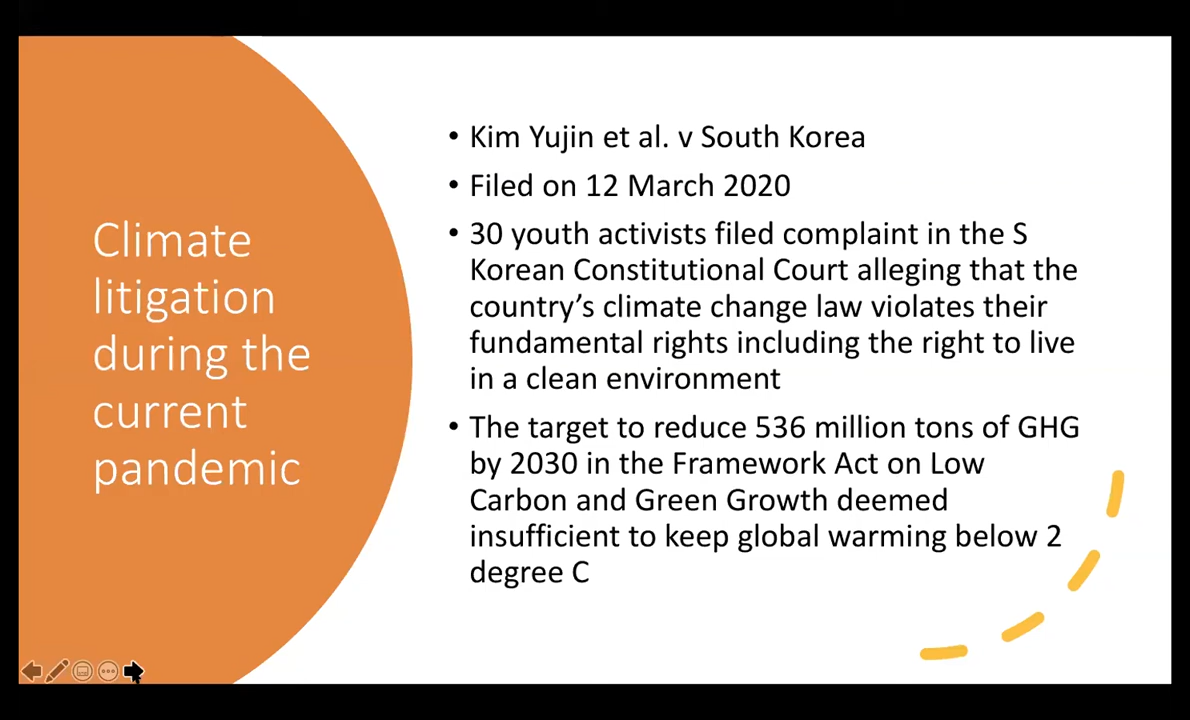 Climate
litigation
during the
current
pandemic
• Kim Yujin et al. v South Korea
• Filed on 12 March 2020
• 30 youth activists filed complaint in the S
Korean Constitutional Court alleging that the
country’s climate change law violates their
fundamental rights including the right to live
in a clean environment
• The target to reduce 536 million tons of GHG
by 2030 in the Framework Act on Low
Carbon and Green Growth deemed
insufficient to keep global warming below 2
degree C